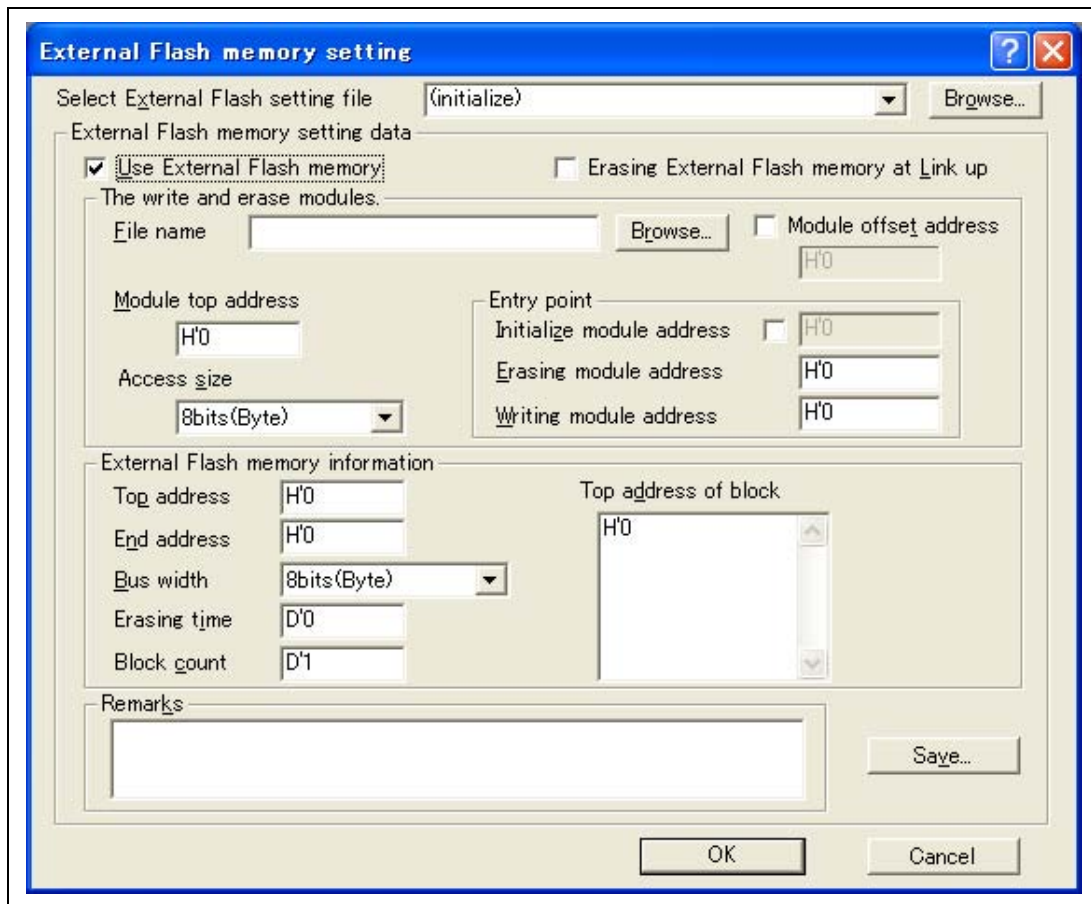 External Flash memory setting
Select External Flash setting file (initialize) Browse...
External Flash memory setting data
Use External Flash memory Erasing External Flash memory at Link up
The write and erase modules.
File name Browse... Module offset address
H'0
Module top address Entry point
H'0 Initialize module address H'0
Access size Erasing module address H'0
8bits(Byte) Writing module address H'0
External Flash memory information
Top address H'0 Top address of block
End address H'0 H'0
Bus width 8bits(Byte)
Erasing time D'0
Block count D'1
Remarks
Save...
OK Cancel